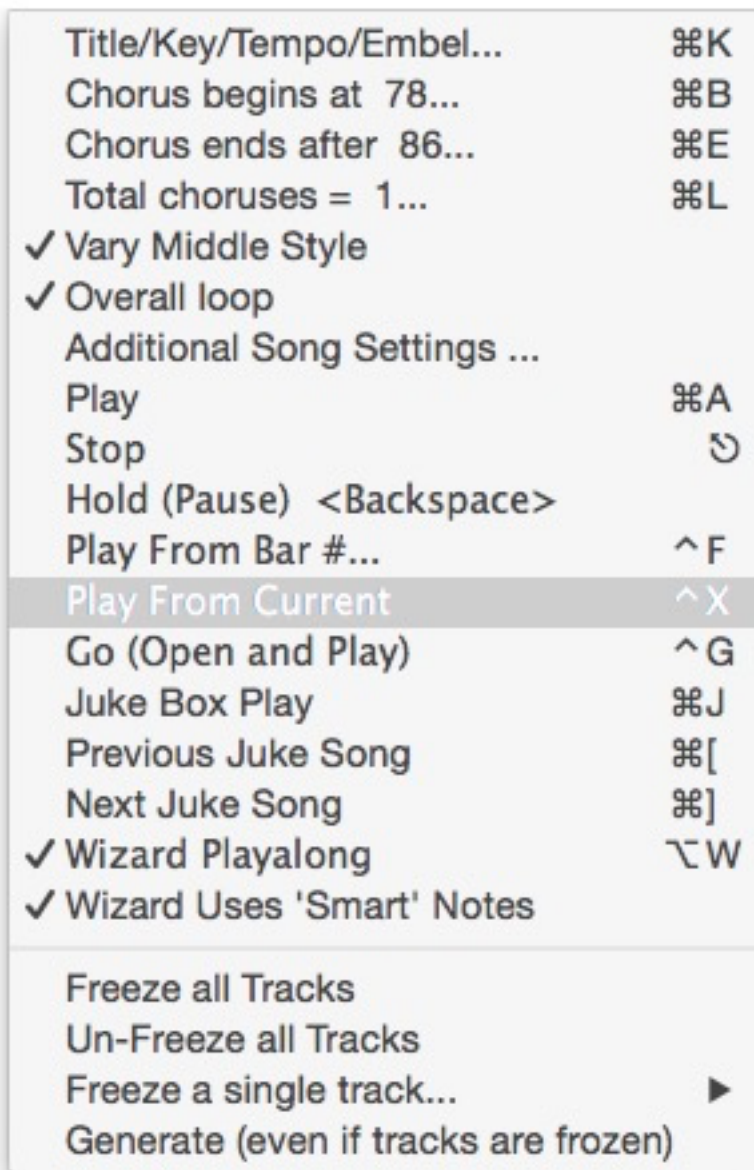 Title/Key/Tempo/Embel... ⌘K
Chorus begins at  78... ⌘B
Chorus ends after  86... ⌘E
Total choruses =  1... ⌘L
✓ Vary Middle Style
✓ Overall loop
Additional Song Settings ...
Play ⌘A
Stop ⎋
Hold (Pause)  <Backspace>
Play From Bar #... ^F
Play From Current ^X
Go (Open and Play) ^G
Juke Box Play ⌘J
Previous Juke Song ⌘[
Next Juke Song ⌘]
✓ Wizard Playalong ⌥W
✓ Wizard Uses 'Smart' Notes
Freeze all Tracks
Un-Freeze all Tracks
Freeze a single track... ▶
Generate (even if tracks are frozen)